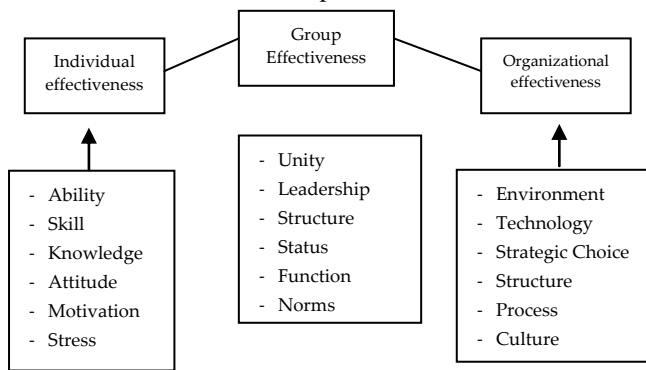 Group
Effectiveness
Individual
effectiveness
Organizational
effectiveness
- Ability
- Skill
- Knowledge
- Attitude
- Motivation
- Stress
- Unity
- Leadership
- Structure
- Status
- Function
- Norms
- Environment
- Technology
- Strategic Choice
- Structure
- Process
- Culture